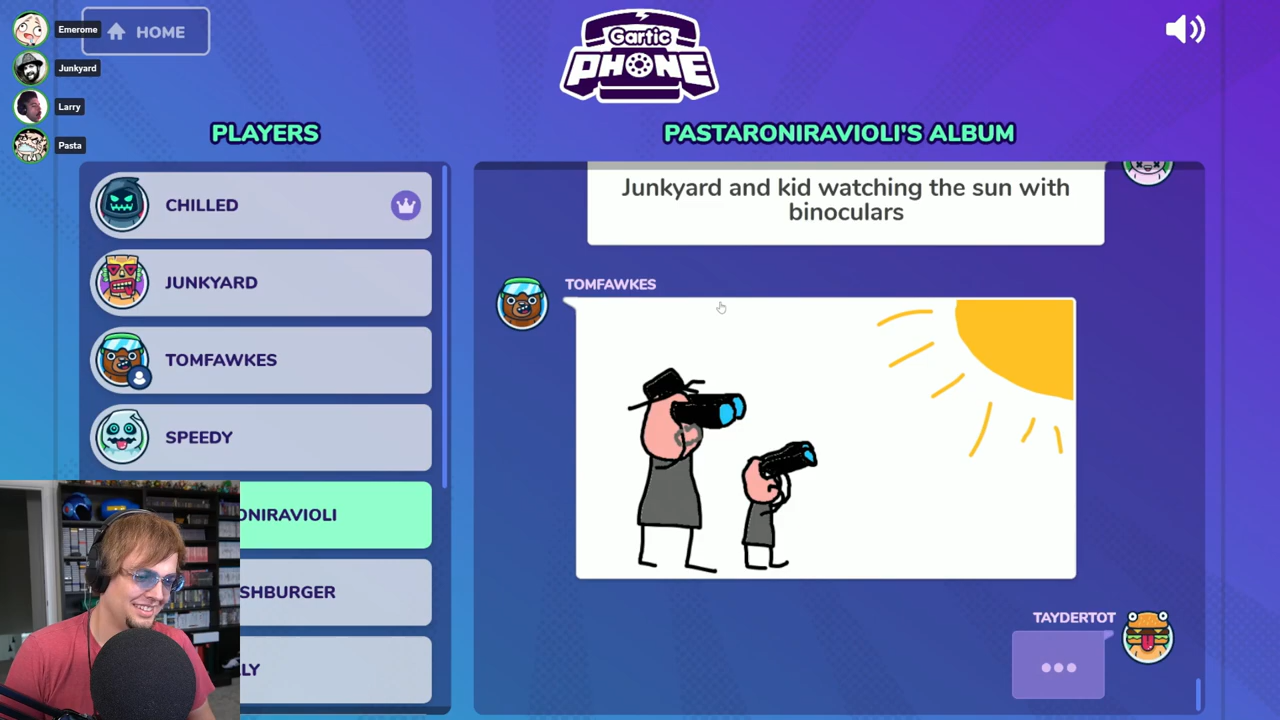 Emerome
HOME
Junkyard
Larry
Pasta
Gartic
PHONE
PLAYERS
PASTARONIRAVIOLI'S ALBUM
CHILLED
JUNKYARD
TOMFAWKES
SPEEDY
ONIRAVIOLI
SHBURGER
LY
Junkyard and kid watching the sun with
binoculars
TOMFAWKES
TAYDERTOT